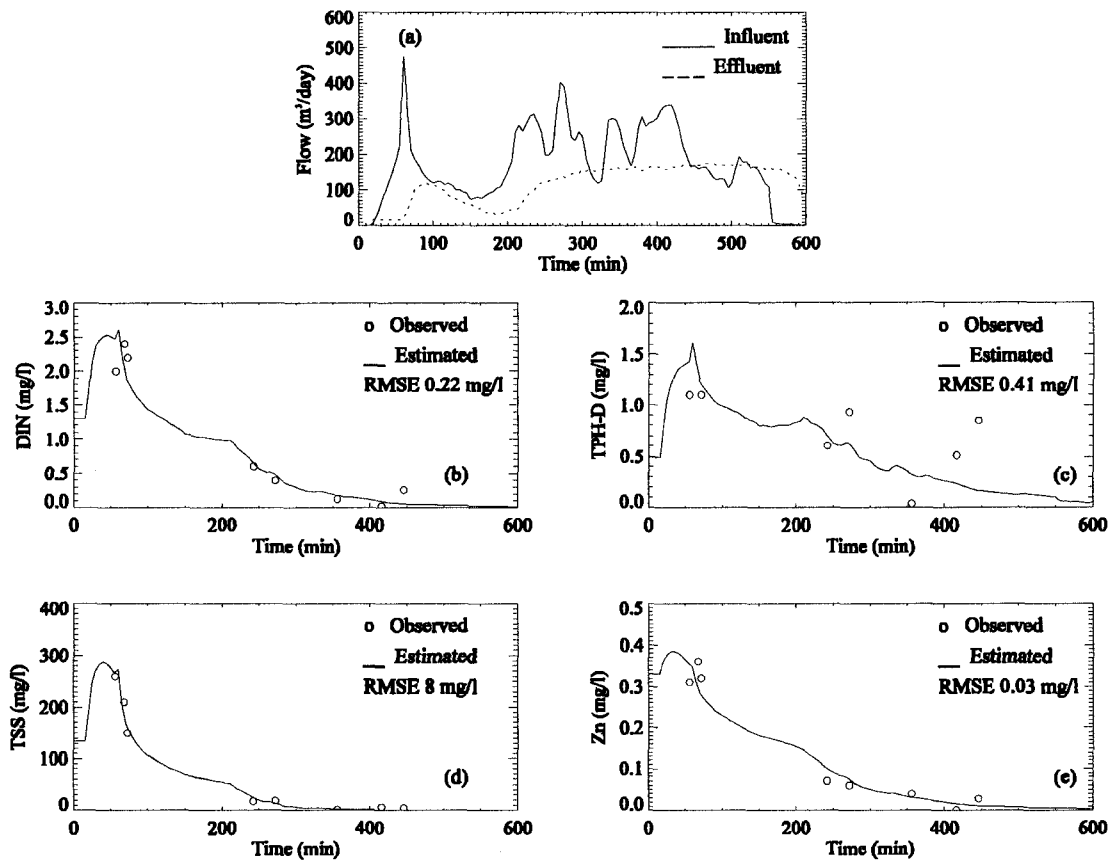 600
(a)
Influent
500
Effluent
400
Flow (m³/day)
300
200
100
0
0 100 200 300 400 500 600
Time (min)
3.0
Observed
2.5
Estimated
2.0
RMSE 0.22 mg/l
DIN (mg/l)
1.5
1.0
(b)
0.5
0.0
0 200 400 600
Time (min)
2.0
Observed
Estimated
1.5
RMSE 0.41 mg/l
TPH-D (mg/l)
1.0
0.5
(c)
0.0
0 200 400 600
Time (min)
400
Observed
Estimated
300
RMSE 8 mg/l
TSS (mg/l)
200
100
(d)
0
0 200 400 600
Time (min)
0.5
Observed
0.4
Estimated
RMSE 0.03 mg/l
0.3
Zn (mg/l)
0.2
0.1
(e)
0.0
0 200 400 600
Time (min)